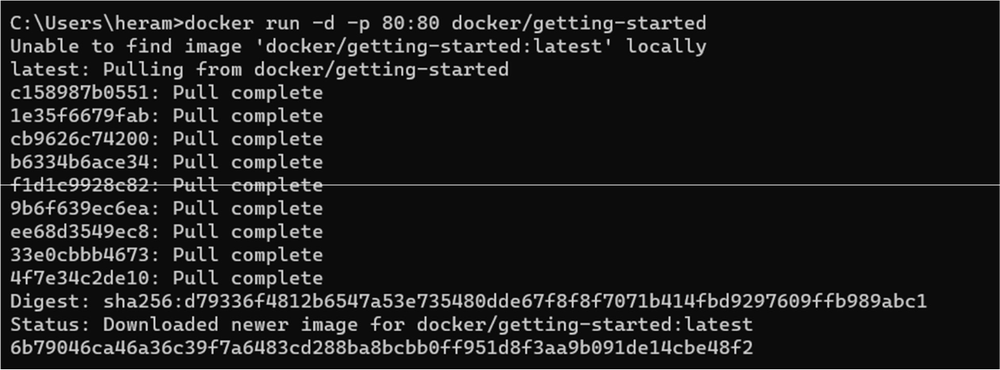 C:\Users\heram>docker run -d -p 80:80 docker/getting-started
Unable to find image 'docker/getting-started:latest' locally
latest: Pulling from docker/getting-started
c158987b0551: Pull complete
1e35f6679fab: Pull complete
cb9626c74200: Pull complete
b6334b6ace34: Pull complete
f1d1c9928c82: Pull complete
9b6f639ec6ea: Pull complete
ee68d3549ec8: Pull complete
33e0cbbb4673: Pull complete
4f7e34c2de10: Pull complete
Digest: sha256:d79336f4812b6547a53e735480dde67f8f8f7071b414fbd9297609ffb989abc1
Status: Downloaded newer image for docker/getting-started:latest
6b79046ca46a36c39f7a6483cd288ba8bcbb0ff951d8f3aa9b091de14cbe48f2